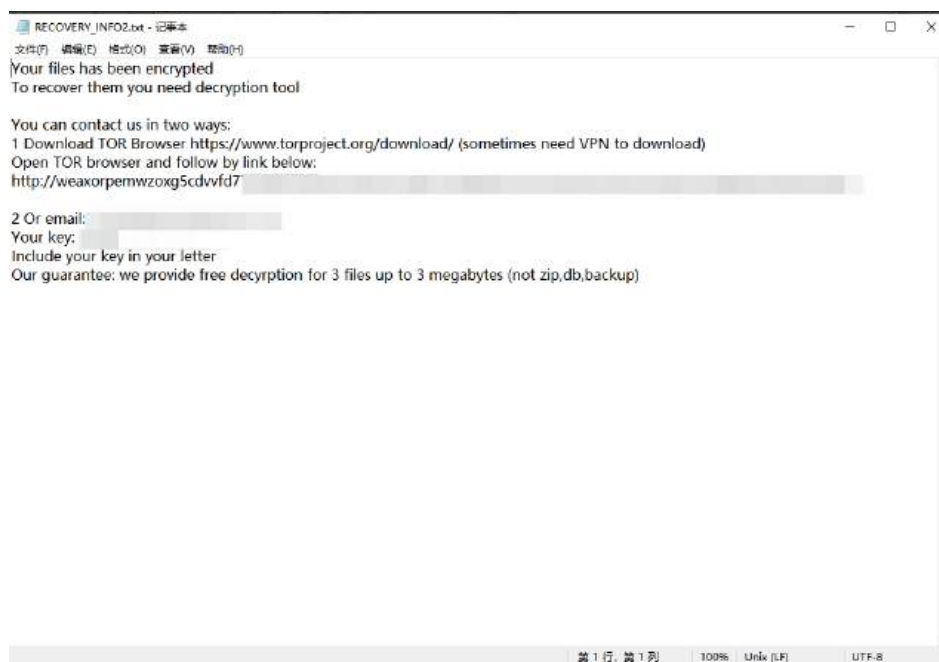 RECOVERY_INFO2.txt - 记事本
文件(F) 编辑(E) 格式(O) 查看(V) 帮助(H)
Your files has been encrypted
To recover them you need decryption tool
You can contact us in two ways:
1 Download TOR Browser https://www.torproject.org/download/ (sometimes need VPN to download)
Open TOR browser and follow by link below:
http://weaxorpemwzoxg5cdvvfd7
2 Or email:
Your key:
Include your key in your letter
Our guarantee: we provide free decyrption for 3 files up to 3 megabytes (not zip,db,backup)
第 1 行, 第 1 列 100% Unix (LF) UTF-8